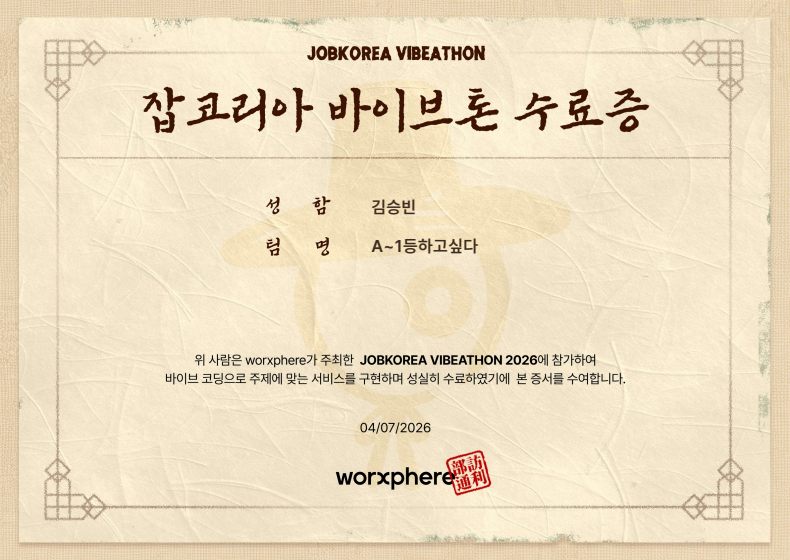 JOBKOREA VIBEATHON
잡코리아 바이브톤 수료증
성 함 김승빈
팀 명 A~1등하고싶다
위 사람은 worxphere가 주최한 JOBKOREA VIBEATHON 2026에 참가하여
바이브 코딩으로 주제에 맞는 서비스를 구현하며 성실히 수료하였기에 본 증서를 수여합니다.
04/07/2026
worxphere